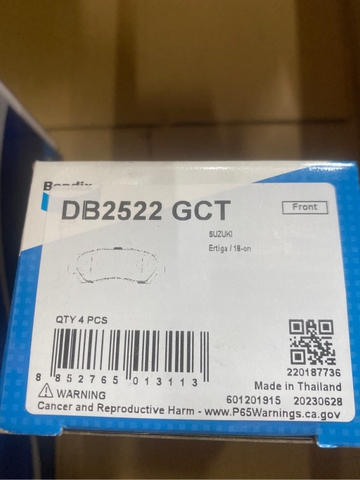 Bendix
DB2522 GCT
Front
SUZUKI
Ertiga / 18-on
QTY 4 PCS
220187736
8 852765 013113
Made in Thailand
WARNING
601201915 20230628
Cancer and Reproductive Harm - www.P65Warnings.ca.gov